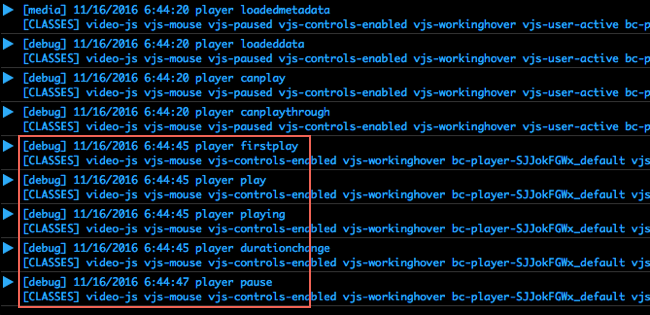 [media] 11/16/2016 6:44:20 player loadedmetadata
[CLASSES] video-js vjs-mouse vjs-paused vjs-controls-enabled vjs-workinghover vjs-user-active bc-p
[debug] 11/16/2016 6:44:20 player loadeddata
[CLASSES] video-js vjs-mouse vjs-paused vjs-controls-enabled vjs-workinghover vjs-user-active bc-p
[debug] 11/16/2016 6:44:20 player canplay
[CLASSES] video-js vjs-mouse vjs-paused vjs-controls-enabled vjs-workinghover vjs-user-active bc-p
[debug] 11/16/2016 6:44:20 player canplaythrough
[CLASSES] video-js vjs-mouse vjs-paused vjs-controls-enabled vjs-workinghover vjs-user-active bc-p
[debug] 11/16/2016 6:44:45 player firstplay
[CLASSES] video-js vjs-mouse vjs-controls-enabled vjs-workinghover bc-player-SJJokFGWx_default vjs
[debug] 11/16/2016 6:44:45 player play
[CLASSES] video-js vjs-mouse vjs-controls-enabled vjs-workinghover bc-player-SJJokFGWx_default vjs
[debug] 11/16/2016 6:44:45 player playing
[CLASSES] video-js vjs-mouse vjs-controls-enabled vjs-workinghover bc-player-SJJokFGWx_default vjs
[debug] 11/16/2016 6:44:45 player durationchange
[CLASSES] video-js vjs-mouse vjs-controls-enabled vjs-workinghover bc-player-SJJokFGWx_default vjs
[debug] 11/16/2016 6:44:47 player pause
[CLASSES] video-js vjs-mouse vjs-controls-enabled vjs-workinghover bc-player-SJJokFGWx_default vjs